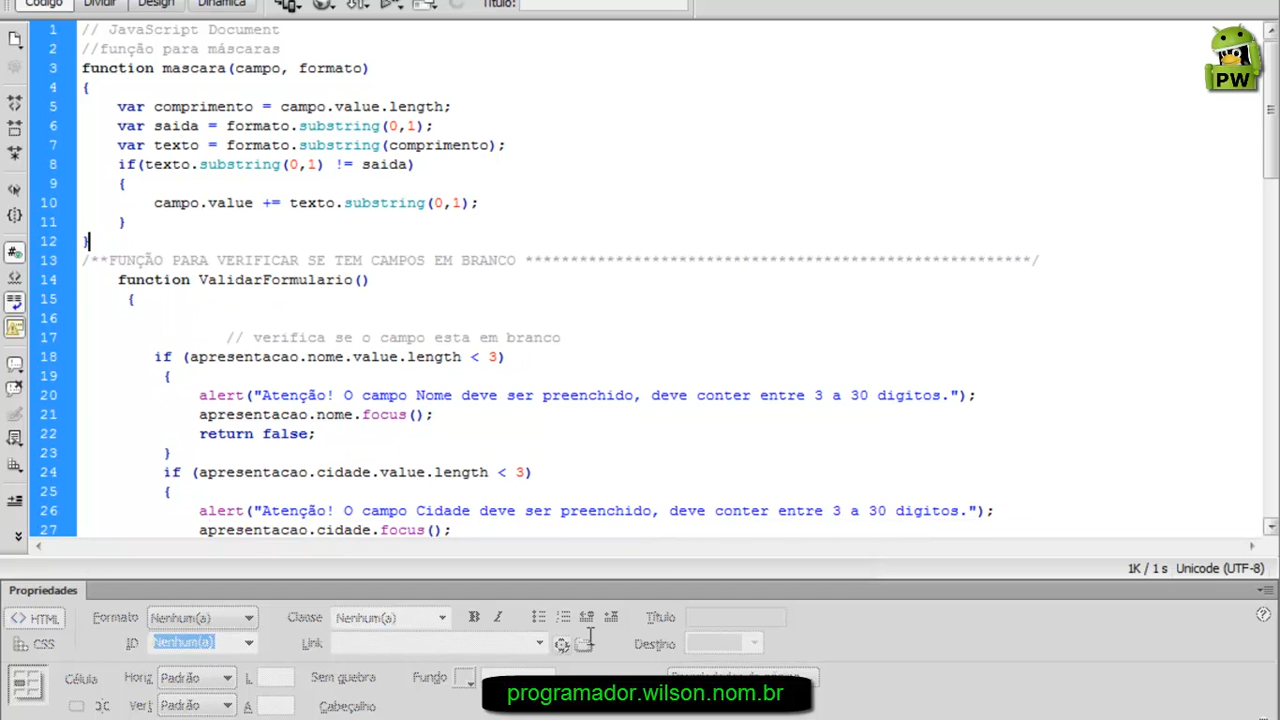 Código Dividir Design Dinâmica Título:
PW
1 // JavaScript Document
2 //função para máscaras
3 function mascara(campo, formato)
4 {
5 var comprimento = campo.value.length;
6 var saida = formato.substring(0,1);
7 var texto = formato.substring(comprimento);
8 if(texto.substring(0,1) != saida)
9 {
10 campo.value += texto.substring(0,1);
11 }
12 }
13 /**FUNÇÃO PARA VERIFICAR SE TEM CAMPOS EM BRANCO ********************************************************/
14 function ValidarFormulario()
15 {
16
17 // verifica se o campo esta em branco
18 if (apresentacao.nome.value.length < 3)
19 {
20 alert("Atenção! O campo Nome deve ser preenchido, deve conter entre 3 a 30 digitos.");
21 apresentacao.nome.focus();
22 return false;
23 }
24 if (apresentacao.cidade.value.length < 3)
25 {
26 alert("Atenção! O campo Cidade deve ser preenchido, deve conter entre 3 a 30 digitos.");
27 apresentacao.cidade.focus();
1K / 1 s Unicode (UTF-8)
Propriedades
<> HTML Formato Nenhum(a) Classe Nenhum(a) B I Título
CSS ID Nenhum(a) Link Destino
Célula Horiz Padrão L Sem quebra Fundo
Vert Padrão A Cabeçalho
programador.wilson.nom.br